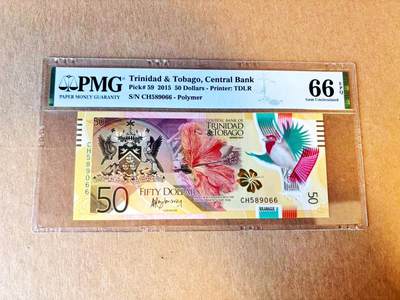 PMG
PAPER MONEY GUARANTY
Trinidad & Tobago, Central Bank
Pick# 59 2015 50 Dollars - Printer: TDLR
S/N CH589066 - Polymer
66 EPQ
Gem Uncirculated
50
CENTRAL BANK OF
TRINIDAD
& TOBAGO
CH589066
50
FIFTY DOLLARS
CH589066
50